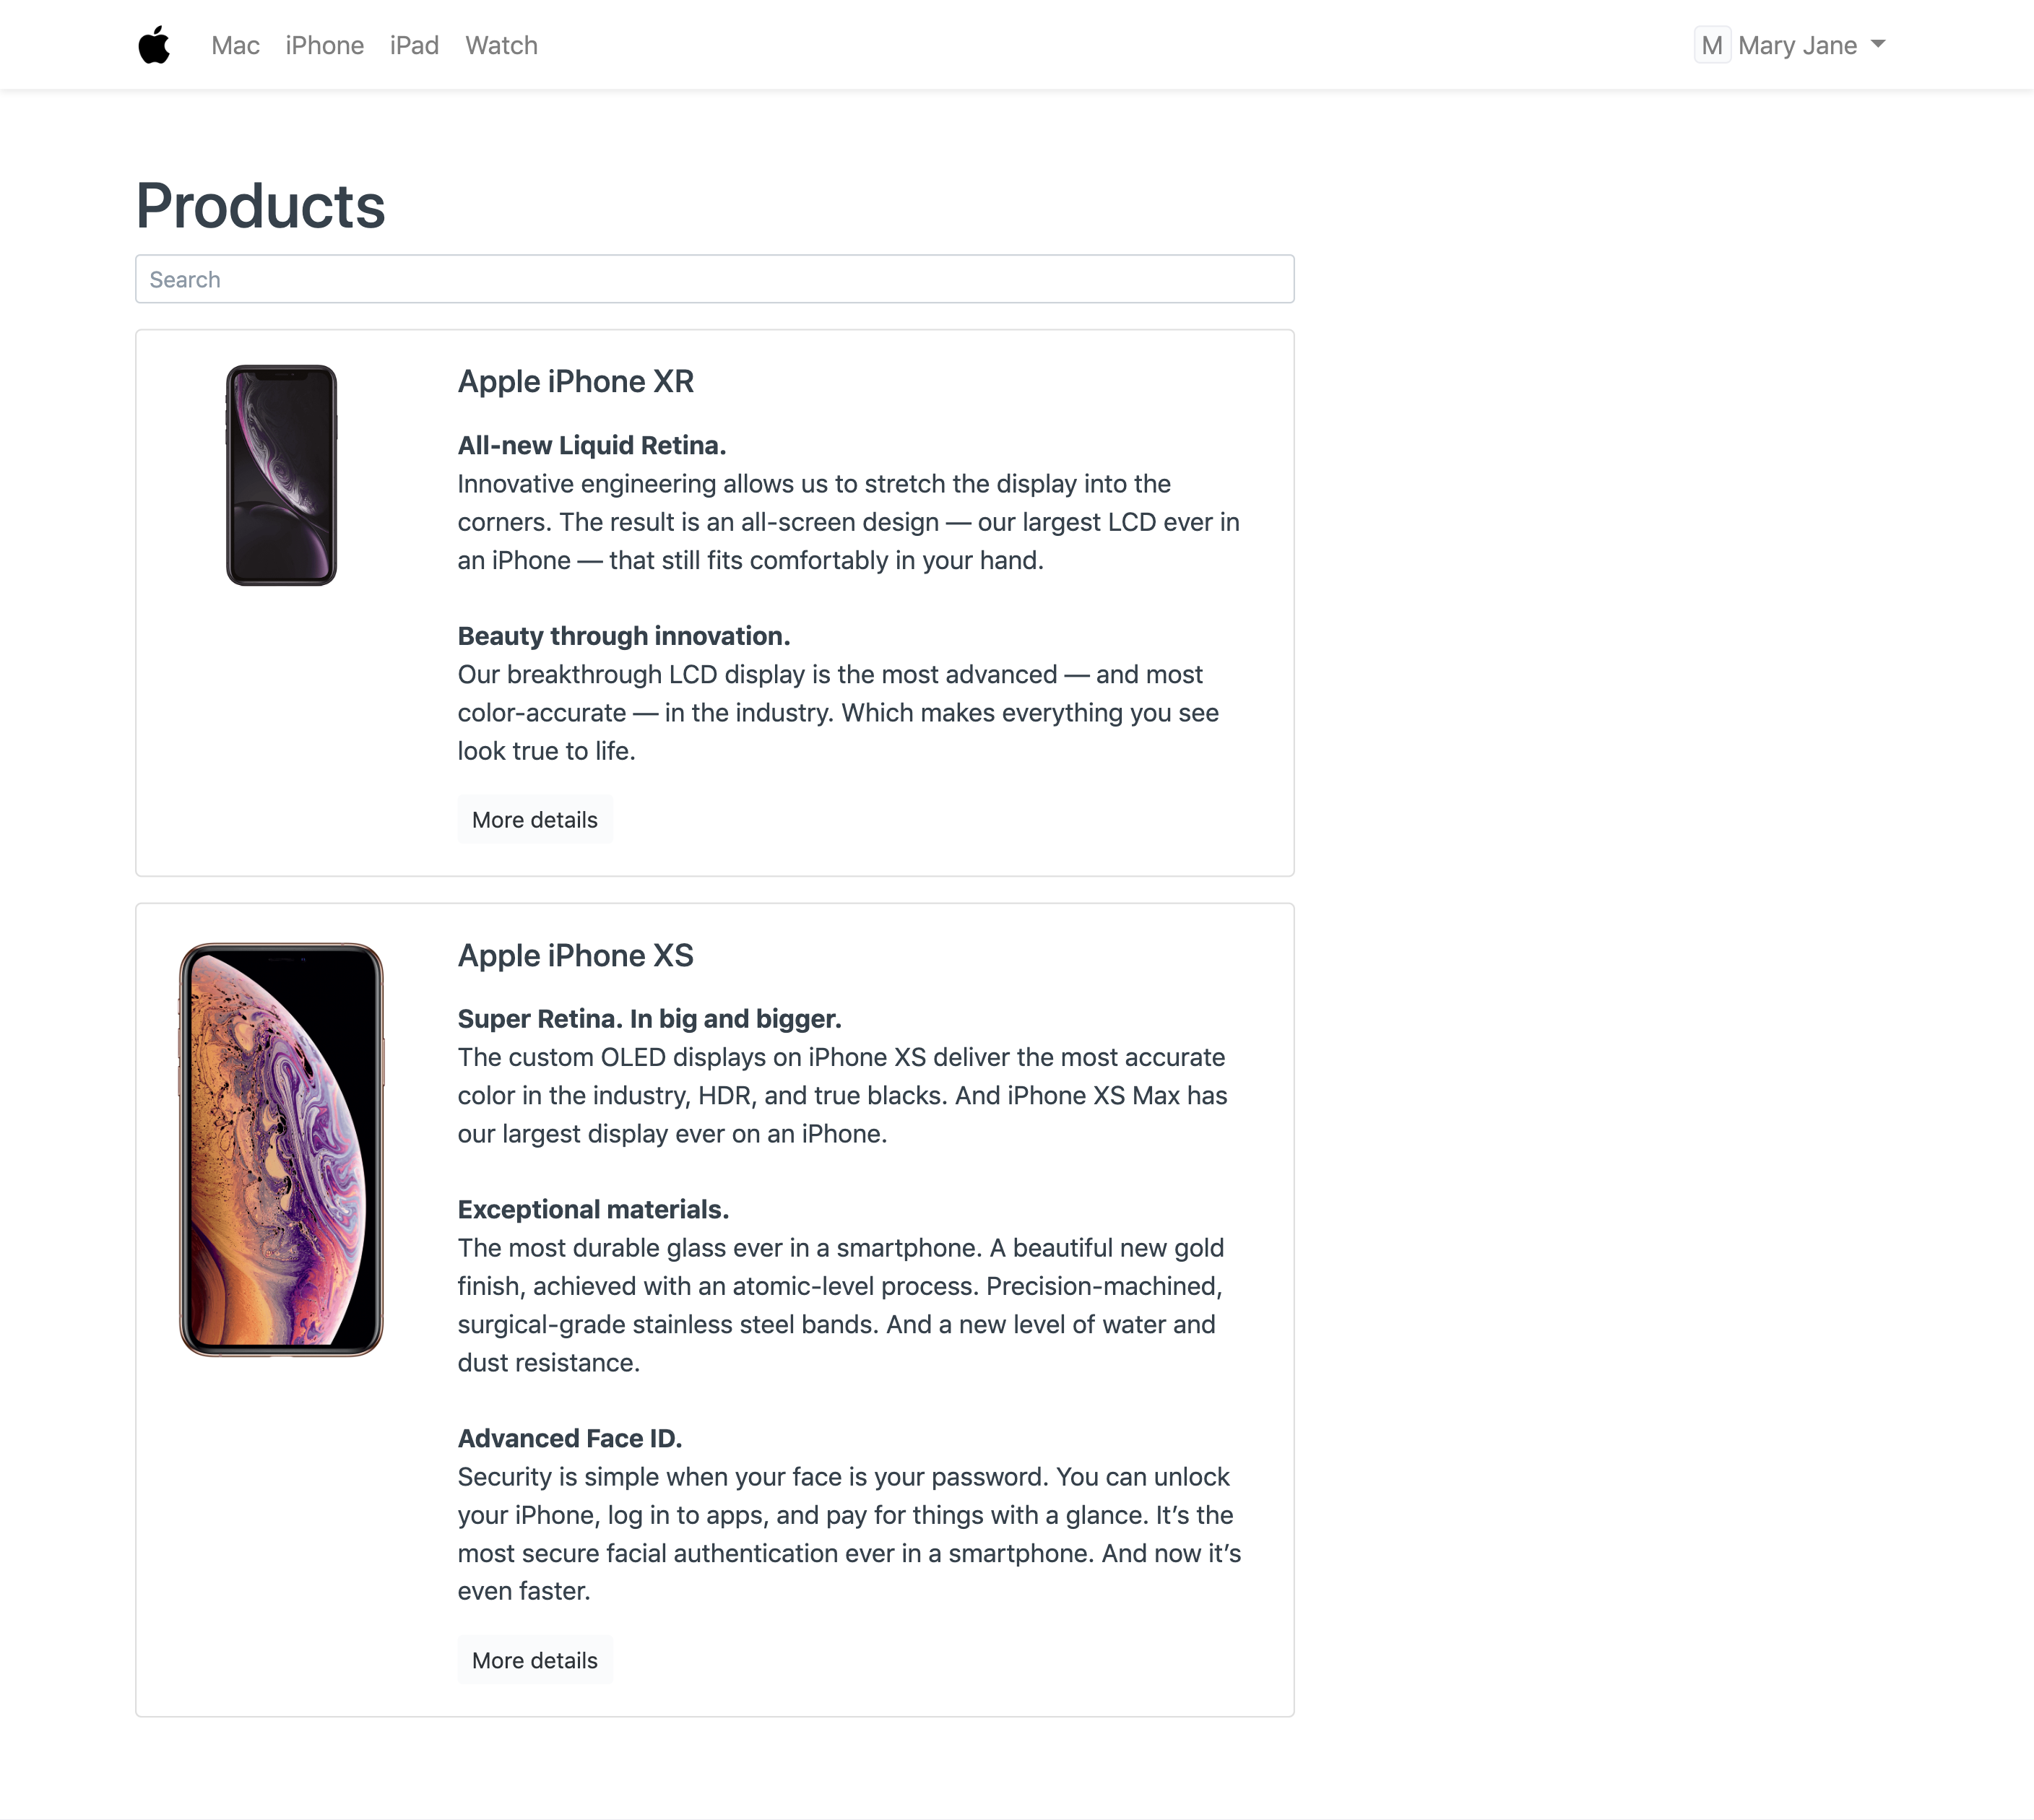 Mac iPhone iPad Watch M Mary Jane
Products
Search
Apple iPhone XR
All-new Liquid Retina.
Innovative engineering allows us to stretch the display into the
corners. The result is an all-screen design — our largest LCD ever in
an iPhone — that still fits comfortably in your hand.
Beauty through innovation.
Our breakthrough LCD display is the most advanced — and most
color-accurate — in the industry. Which makes everything you see
look true to life.
More details
Apple iPhone XS
Super Retina. In big and bigger.
The custom OLED displays on iPhone XS deliver the most accurate
color in the industry, HDR, and true blacks. And iPhone XS Max has
our largest display ever on an iPhone.
Exceptional materials.
The most durable glass ever in a smartphone. A beautiful new gold
finish, achieved with an atomic-level process. Precision-machined,
surgical-grade stainless steel bands. And a new level of water and
dust resistance.
Advanced Face ID.
Security is simple when your face is your password. You can unlock
your iPhone, log in to apps, and pay for things with a glance. It’s the
most secure facial authentication ever in a smartphone. And now it’s
even faster.
More details